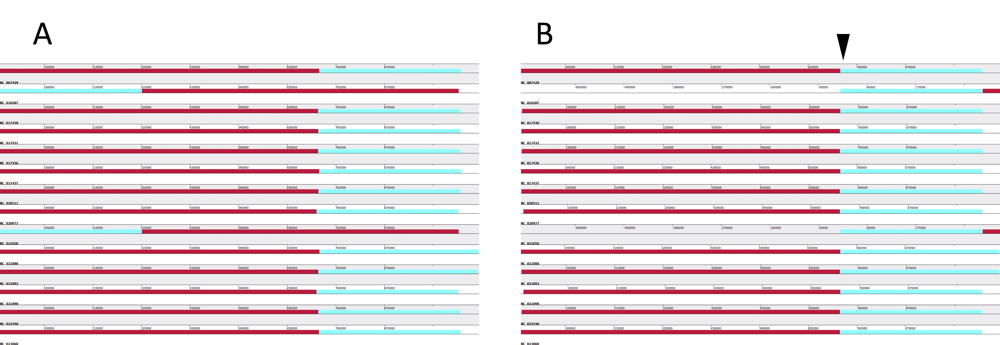 A
100000 210000 320000 430000 540000 650000 760000 870000
NC_007429
100000 210000 320000 430000 540000 650000 760000 870000
NC_010287
100000 210000 320000 430000 540000 650000 760000 870000
NC_017430
100000 210000 320000 430000 540000 650000 760000 870000
NC_017431
100000 210000 320000 430000 540000 650000 760000 870000
NC_017436
100000 210000 320000 430000 540000 650000 760000 870000
NC_017437
100000 210000 320000 430000 540000 650000 760000 870000
NC_020511
100000 210000 320000 430000 540000 650000 760000 870000
NC_020977
100000 210000 320000 430000 540000 650000 760000 870000
NC_021050
100000 210000 320000 430000 540000 650000 760000 870000
NC_021888
100000 210000 320000 430000 540000 650000 760000 870000
NC_021892
100000 210000 320000 430000 540000 650000 760000 870000
NC_021898
100000 210000 320000 430000 540000 650000 760000 870000
NC_022548
100000 210000 320000 430000 540000 650000 760000 870000
NC_023060
B
100000 210000 320000 430000 540000 650000 760000 870000
NC_007429
-600000 -490000 -380000 -270000 -160000 -50000 60000 170000
NC_010287
100000 210000 320000 430000 540000 650000 760000 870000
NC_017430
100000 210000 320000 430000 540000 650000 760000 870000
NC_017431
100000 210000 320000 430000 540000 650000 760000 870000
NC_017436
100000 210000 320000 430000 540000 650000 760000 870000
NC_017437
100000 210000 320000 430000 540000 650000 760000 870000
NC_020511
100000 210000 320000 430000 540000 650000 760000 870000
NC_020977
-600000 -490000 -380000 -270000 -160000 -50000 60000 170000
NC_021050
100000 210000 320000 430000 540000 650000 760000 870000
NC_021888
100000 210000 320000 430000 540000 650000 760000 870000
NC_021892
100000 210000 320000 430000 540000 650000 760000 870000
NC_021898
100000 210000 320000 430000 540000 650000 760000 870000
NC_022548
100000 210000 320000 430000 540000 650000 760000 870000
NC_023060